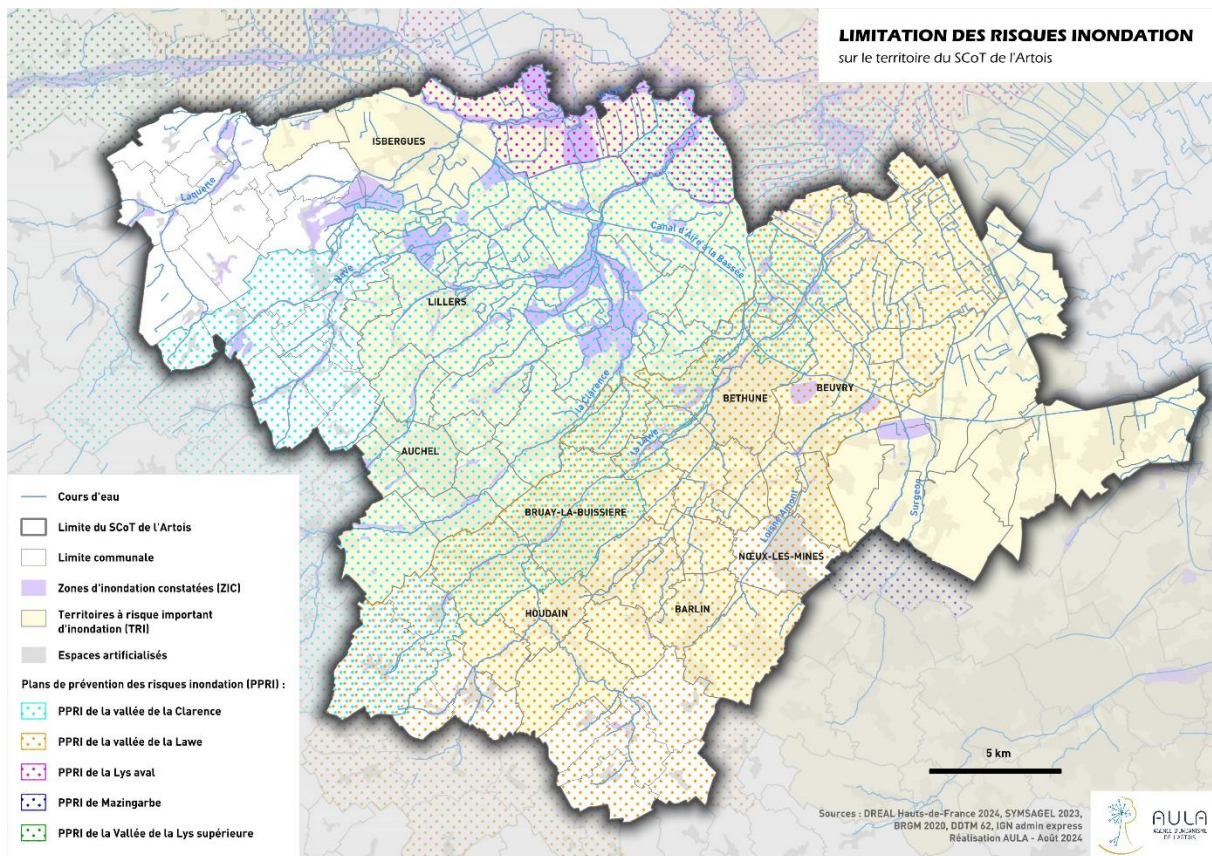 LIMITATION DES RISQUES INONDATION
sur le territoire du SCoT de l'Artois
ISBERGUES
Laquette
Canal d'Aire à la Bassée
Nave
LILLERS
la Clarence
BETHUNE
BEUVRY
la Lawe
AUCHEL
Surgeon
BRUAY-LA-BUISSIERE
Loisne Amont
NŒUX-LES-MINES
HOUDAIN
BARLIN
Cours d'eau
Limite du SCoT de l'Artois
Limite communale
Zones d'inondation constatées (ZIC)
Territoires à risque important
d'inondation (TRI)
Espaces artificialisés
Plans de prévention des risques inondation (PPRI) :
PPRI de la vallée de la Clarence
PPRI de la vallée de la Lawe
PPRI de la Lys aval
PPRI de Mazingarbe
PPRI de la Vallée de la Lys supérieure
5 km
Sources : DREAL Hauts-de-France 2024, SYMSAGEL 2023,
BRGM 2020, DDTM 62, IGN admin express
Réalisation AULA - Août 2024
AULA
AGENCE D'URBANISME
DE L'ARTOIS